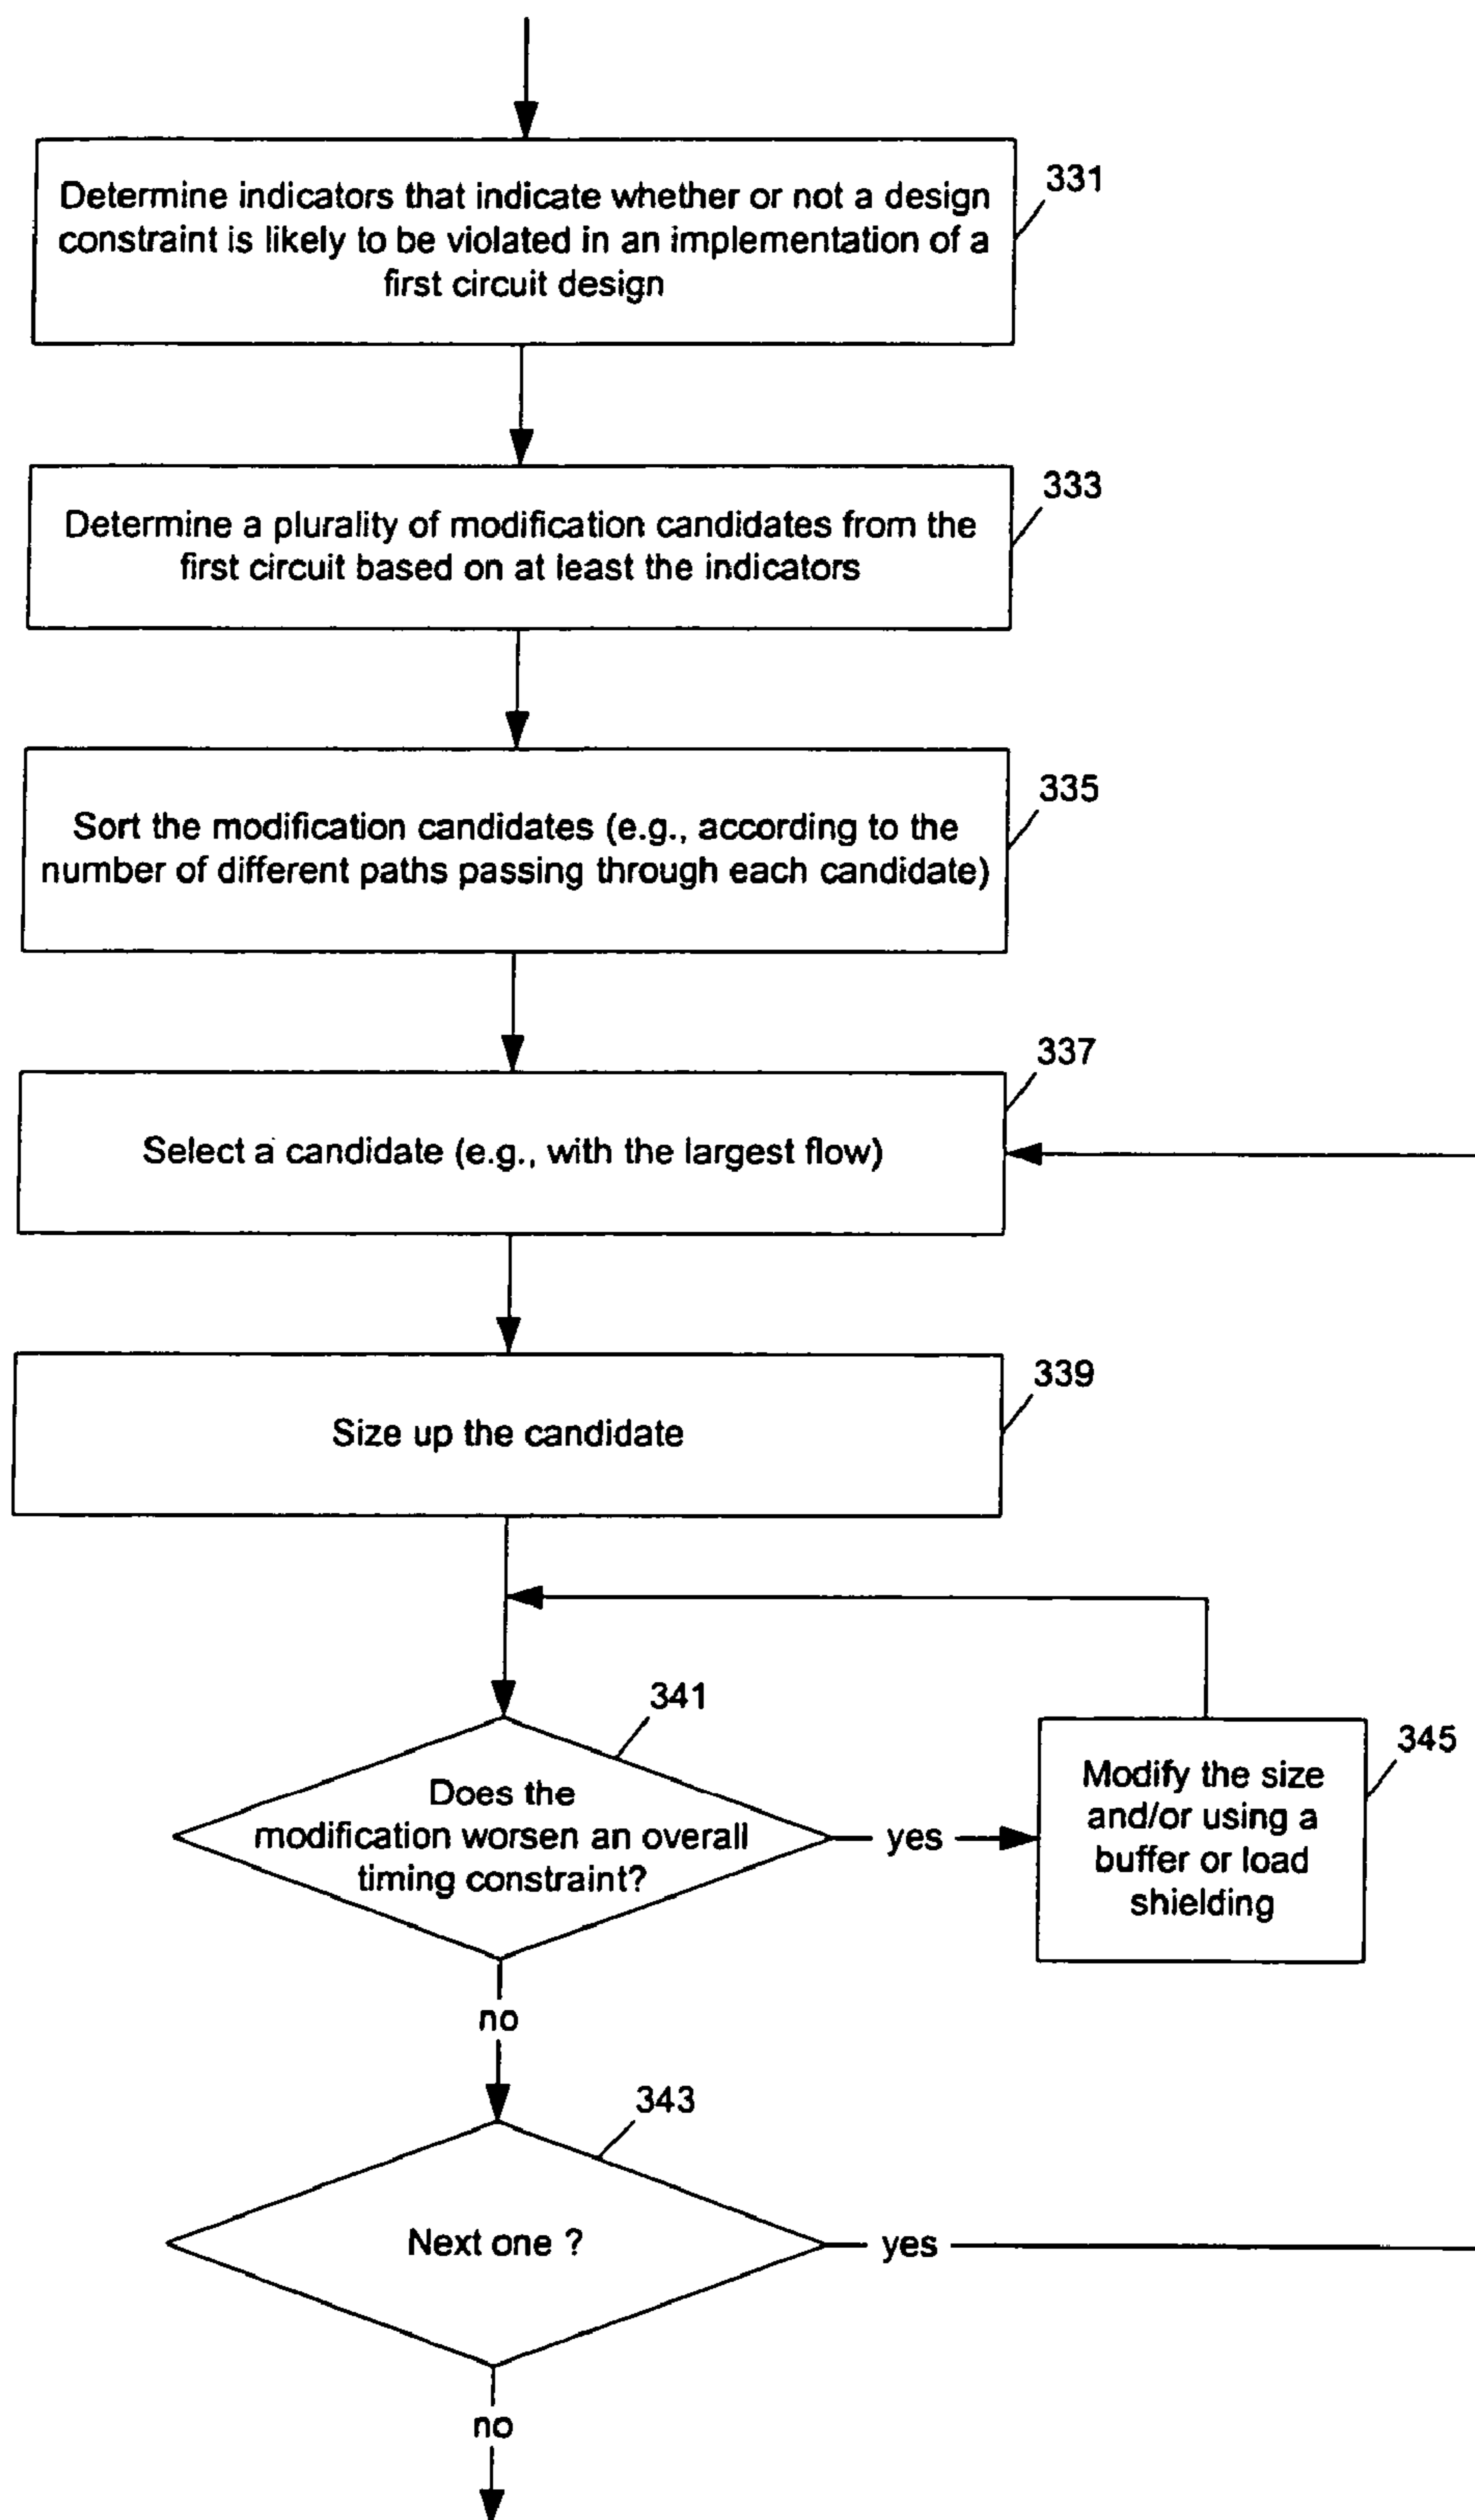 Determine indicators that indicate whether or not a design
constraint is likely to be violated in an implementation of a
first circuit design
331
Determine a plurality of modification candidates from the
first circuit based on at least the indicators
333
Sort the modification candidates (e.g., according to the
number of different paths passing through each candidate)
335
Select a candidate (e.g., with the largest flow)
337
Size up the candidate
339
Does the
modification worsen an overall
timing constraint?
341
yes
Modify the size
and/or using a
buffer or load
shielding
345
no
Next one ?
343
yes
no